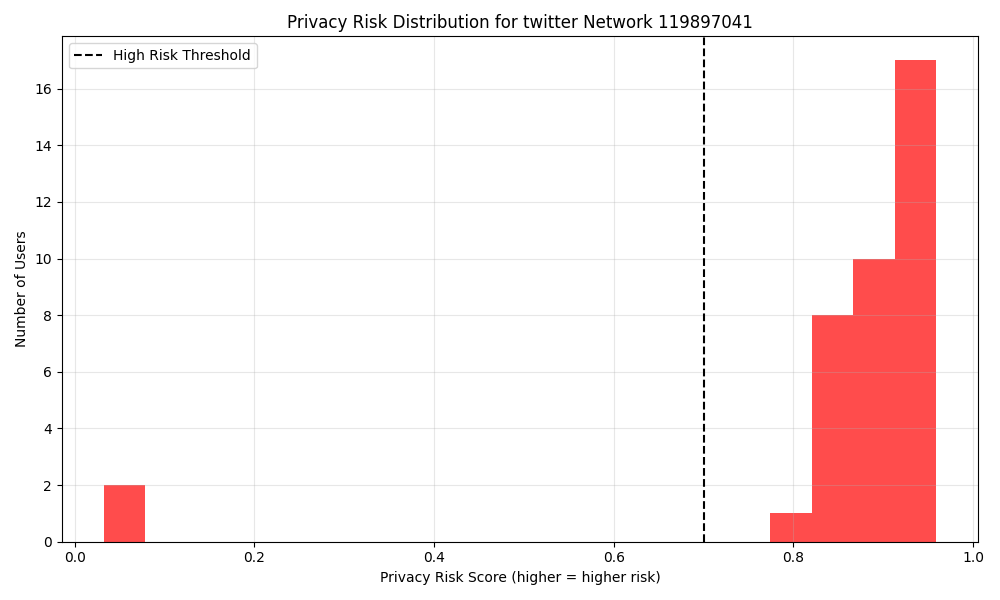 Privacy Risk Distribution for twitter Network 119897041
High Risk Threshold
Number of Users
16
14
12
10
8
6
4
2
0
0.0 0.2 0.4 0.6 0.8 1.0
Privacy Risk Score (higher = higher risk)